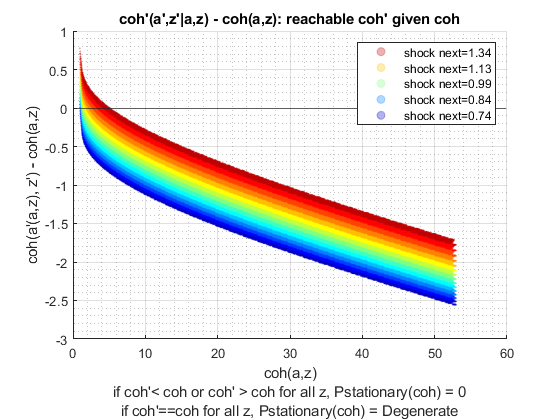 coh'(a',z'|a,z) - coh(a,z): reachable coh' given coh
1
0.5
0
-0.5
-1
-1.5
-2
-2.5
-3
coh(a'(a,z), z') - coh(a,z)
shock next=1.34
shock next=1.13
shock next=0.99
shock next=0.84
shock next=0.74
0 10 20 30 40 50 60
coh(a,z)
if coh'< coh or coh' > coh for all z, Pstationary(coh) = 0
if coh'==coh for all z, Pstationary(coh) = Degenerate